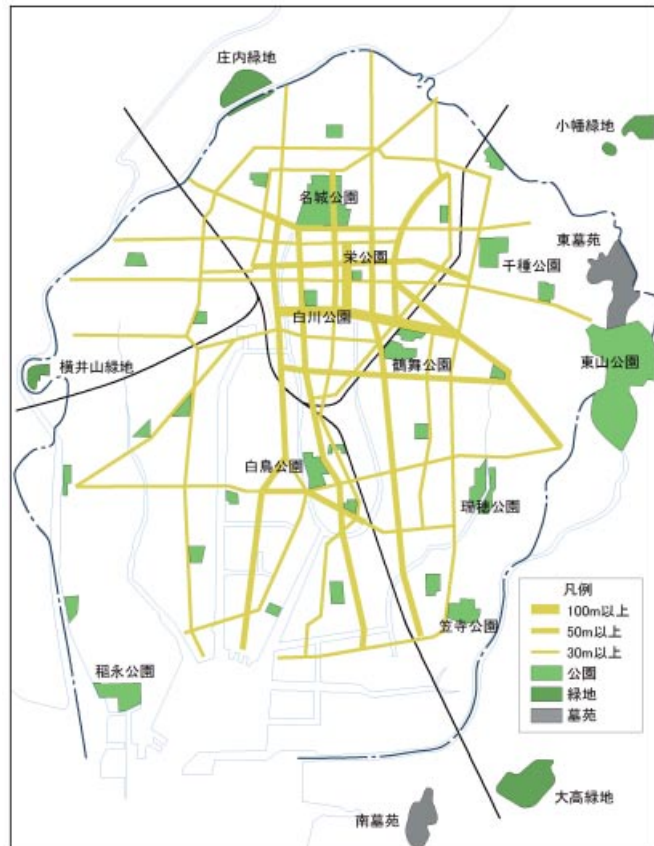 庄内緑地
小幡緑地
名城公園
東墓苑
栄公園
千種公園
白川公園
鶴舞公園
東山公園
横井山緑地
白鳥公園
瑞穂公園
凡例
100m以上
50m以上
30m以上
公園
緑地
墓苑
笠寺公園
稲永公園
大高緑地
南墓苑